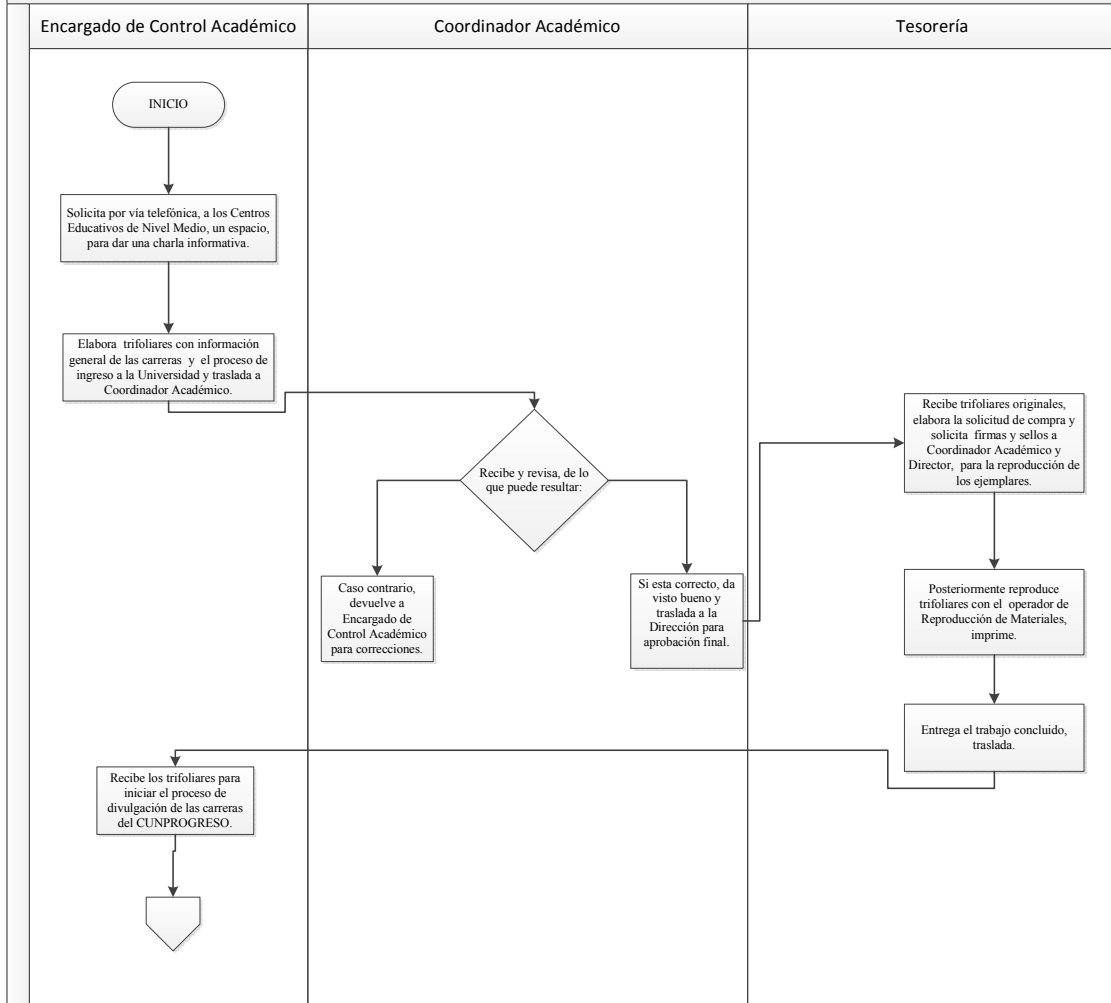 Encargado de Control Académico
Coordinador Académico
Tesorería
INICIO
Solicita por vía telefónica, a los Centros
Educativos de Nivel Medio, un espacio,
para dar una charla informativa.
Elabora trifoliares con información
general de las carreras y el proceso de
ingreso a la Universidad y traslada a
Coordinador Académico.
Recibe y revisa, de lo
que puede resultar:
Caso contrario,
devuelve a
Encargado de
Control Académico
para correcciones.
Si esta correcto, da
visto bueno y
traslada a la
Dirección para
aprobación final.
Recibe trifoliares originales,
elabora la solicitud de compra y
solicita firmas y sellos a
Coordinador Académico y
Director, para la reproducción de
los ejemplares.
Posteriormente reproduce
trifoliares con el operador de
Reproducción de Materiales,
imprime.
Entrega el trabajo concluido,
traslada.
Recibe los trifoliares para
iniciar el proceso de
divulgación de las carreras
del CUNPROGRESO.